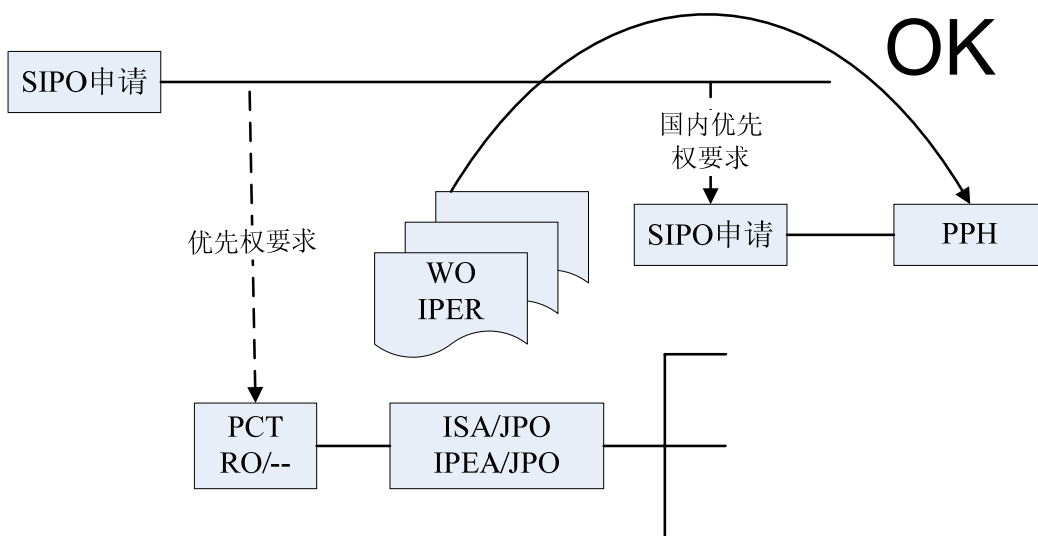 OK
SIPO申请
国内优先
权要求
SIPO申请
PPH
优先权要求
WO
IPER
PCT
RO/--
ISA/JPO
IPEA/JPO